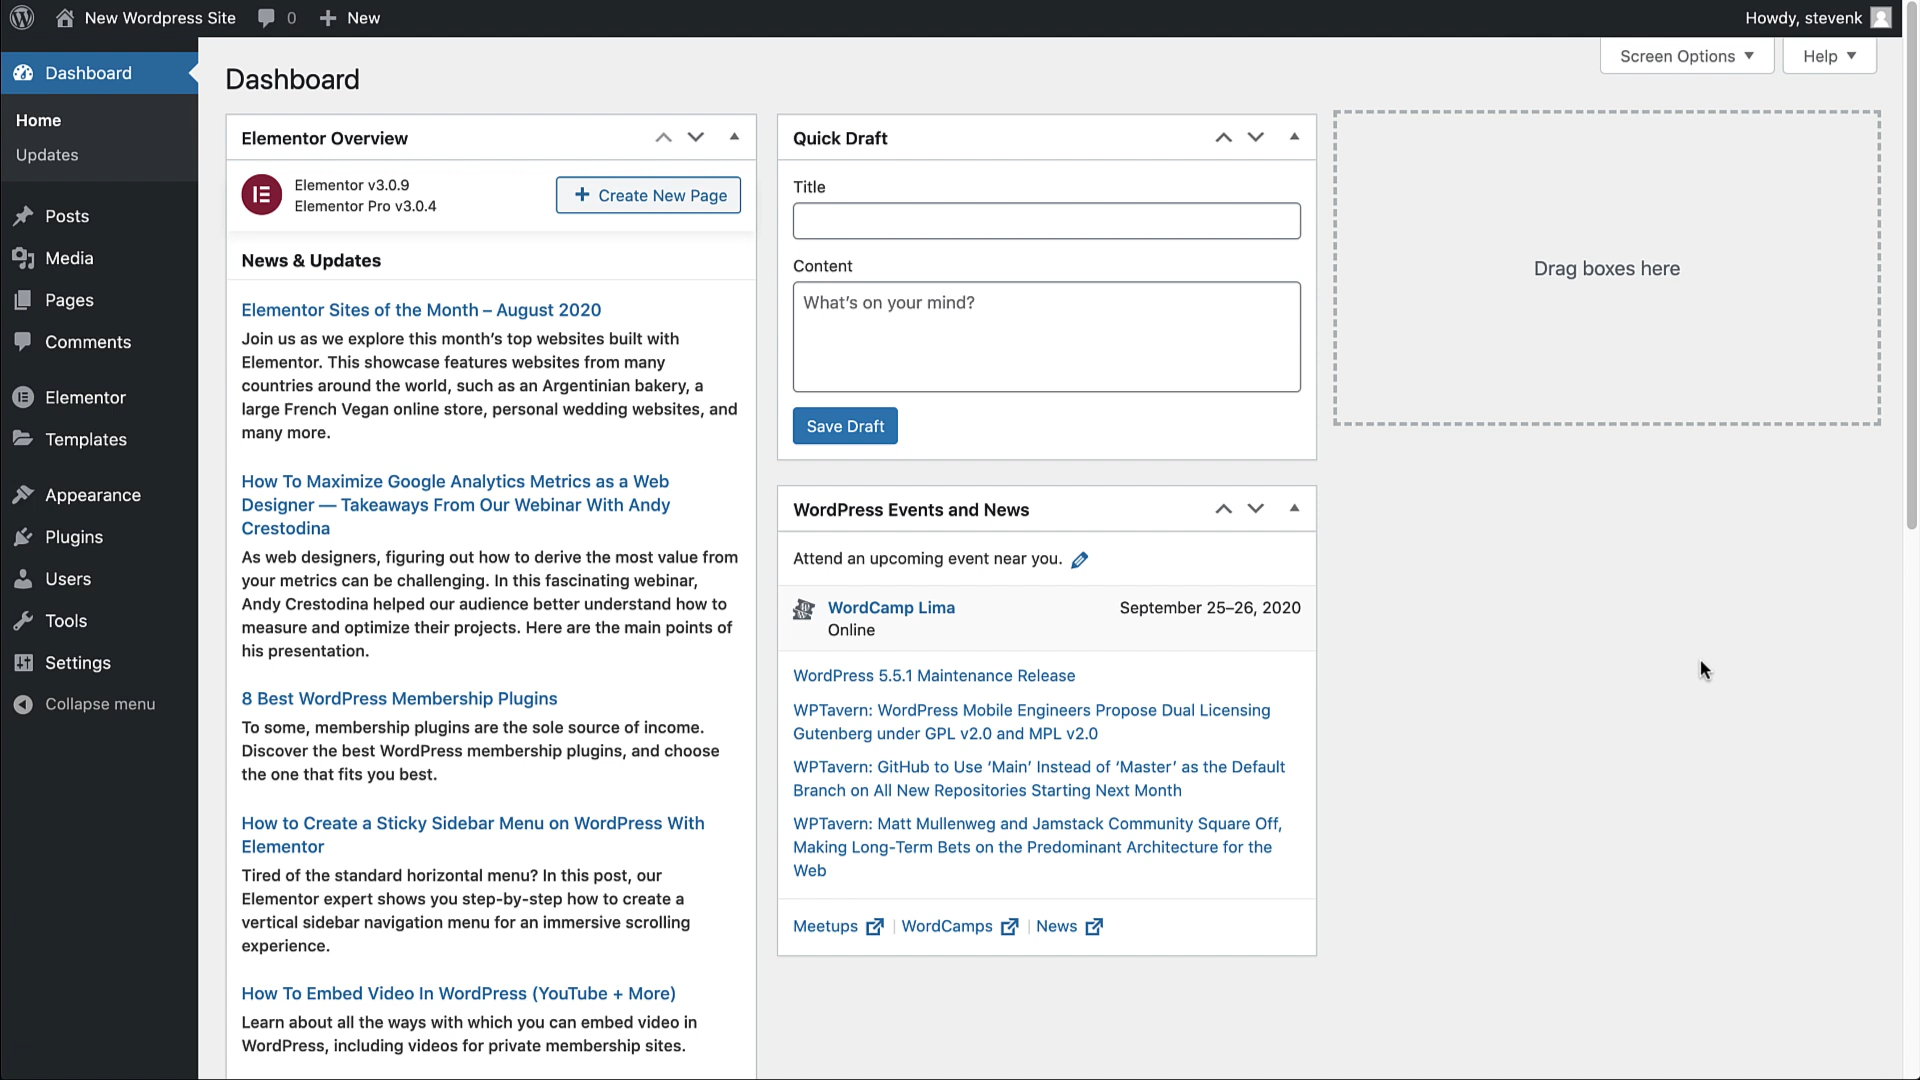 New Wordpress Site 0 New Howdy, stevenk
Screen Options Help
Dashboard
Home
Updates
Posts
Media
Pages
Comments
Elementor
Templates
Appearance
Plugins
Users
Tools
Settings
Collapse menu
Dashboard
Elementor Overview
Elementor v3.0.9
Elementor Pro v3.0.4
+ Create New Page
News & Updates
Elementor Sites of the Month – August 2020
Join us as we explore this month’s top websites built with
Elementor. This showcase features websites from many
countries around the world, such as an Argentinian bakery, a
large French Vegan online store, personal wedding websites, and
many more.
How To Maximize Google Analytics Metrics as a Web
Designer — Takeaways From Our Webinar With Andy
Crestodina
As web designers, figuring out how to derive the most value from
your metrics can be challenging. In this fascinating webinar,
Andy Crestodina helped our audience better understand how to
measure and optimize their projects. Here are the main points of
his presentation.
8 Best WordPress Membership Plugins
To some, membership plugins are the sole source of income.
Discover the best WordPress membership plugins, and choose
the one that fits you best.
How to Create a Sticky Sidebar Menu on WordPress With
Elementor
Tired of the standard horizontal menu? In this post, our
Elementor expert shows you step-by-step how to create a
vertical sidebar navigation menu for an immersive scrolling
experience.
How To Embed Video In WordPress (YouTube + More)
Learn about all the ways with which you can embed video in
WordPress, including videos for private membership sites.
Quick Draft
Title
Content
What’s on your mind?
Save Draft
WordPress Events and News
Attend an upcoming event near you.
WordCamp Lima September 25–26, 2020
Online
WordPress 5.5.1 Maintenance Release
WPTavern: WordPress Mobile Engineers Propose Dual Licensing
Gutenberg under GPL v2.0 and MPL v2.0
WPTavern: GitHub to Use ‘Main’ Instead of ‘Master’ as the Default
Branch on All New Repositories Starting Next Month
WPTavern: Matt Mullenweg and Jamstack Community Square Off,
Making Long-Term Bets on the Predominant Architecture for the
Web
Meetups | WordCamps | News
Drag boxes here